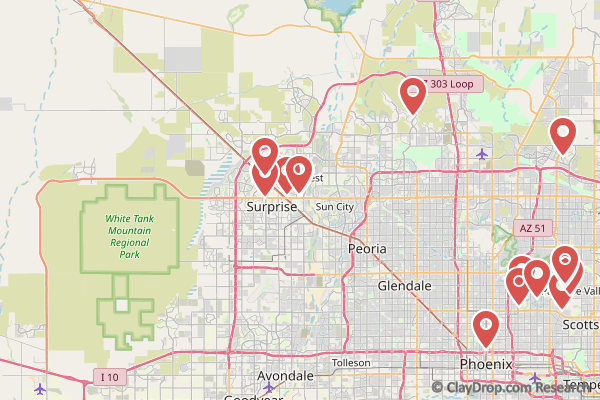 303 Loop
est
White Tank
Mountain
Regional
Park
Surprise
Sun City
AZ 51
Peoria
Glendale
e Val
Scotts
Phoenix
Tolleson
I 10
Avondale
Goodyear
Tempe
© ClayDrop.com Research